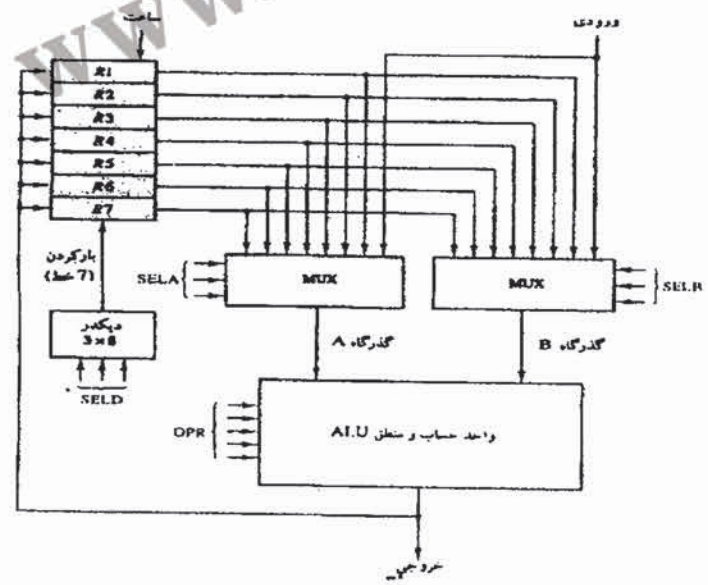 WWW.
ساعت
ورودی
R1
R2
R3
R4
R5
R6
R7
بارکردن
(7 خط)
SELA
MUX
MUX
SELB
دیکدر
3×8
SELD
گذرگاه A
گذرگاه B
OPR
واحد حساب و منطق ALU
خروجی